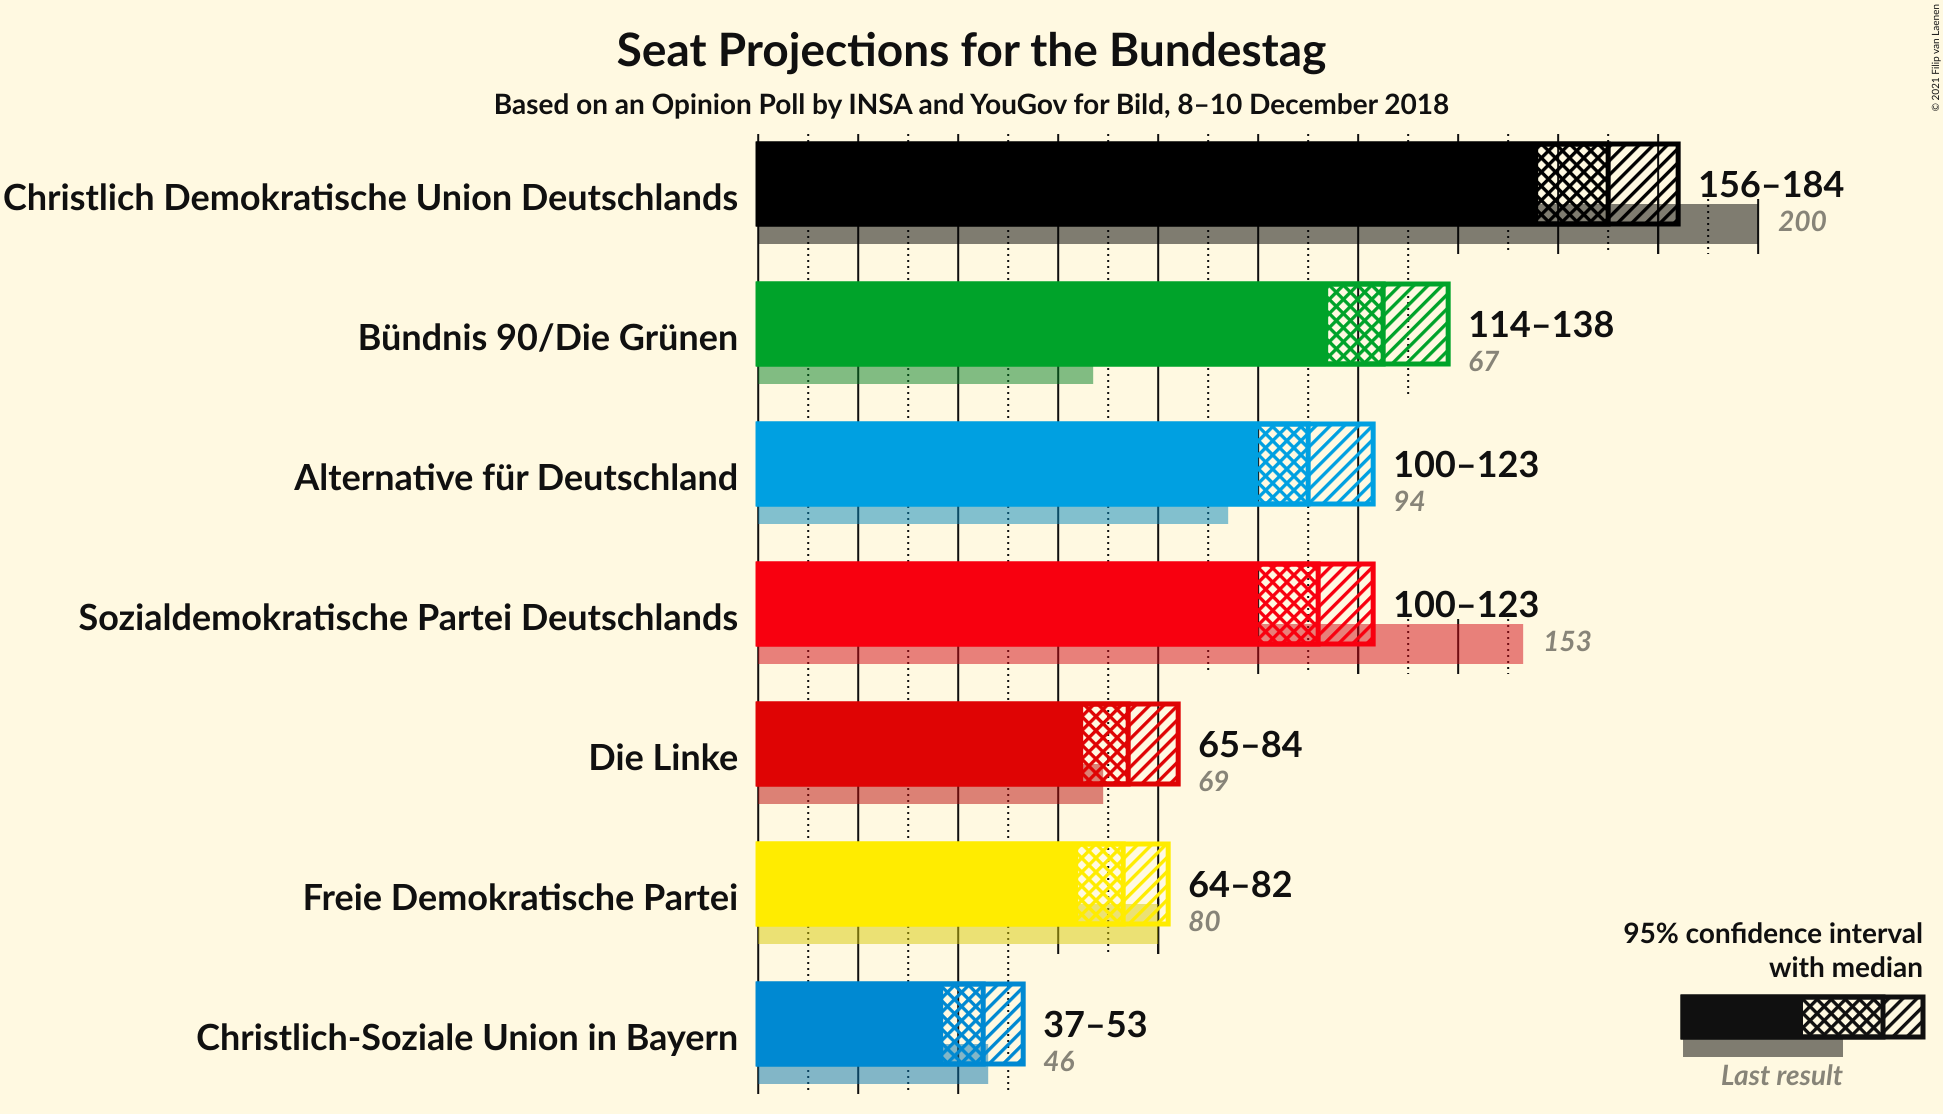 Seat Projections for the Bundestag
Based on an Opinion Poll by INSA and YouGov for Bild, 8–10 December 2018
© 2021 Filip van Laenen
Christlich Demokratische Union Deutschlands
156–184
200
Bündnis 90/Die Grünen
114–138
67
Alternative für Deutschland
100–123
94
Sozialdemokratische Partei Deutschlands
100–123
153
Die Linke
65–84
69
Freie Demokratische Partei
64–82
80
Christlich-Soziale Union in Bayern
37–53
46
95% confidence interval
with median
Last result